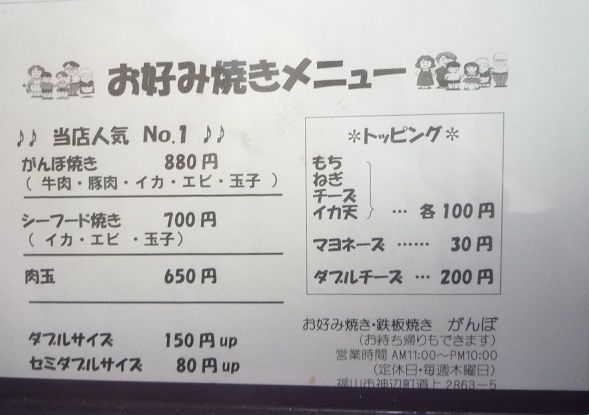 お好み焼きメニュー
♪♪ 当店人気 No.1 ♪♪
がんぼ焼き 880円
( 牛肉・豚肉・イカ・エビ・玉子 )
シーフード焼き 700円
( イカ・エビ ・玉子)
肉玉 650円
ダブルサイズ 150円up
セミダブルサイズ 80円up
＊トッピング＊
もち
ねぎ
チーズ
イカ天 … 各100円
マヨネーズ …… 30円
ダブルチーズ … 200円
お好み焼き・鉄板焼き がんぼ
(お持ち帰りもできます)
営業時間 AM11:00～PM10:00
(定休日・毎週木曜日)
福山市神辺町道上 2863-5